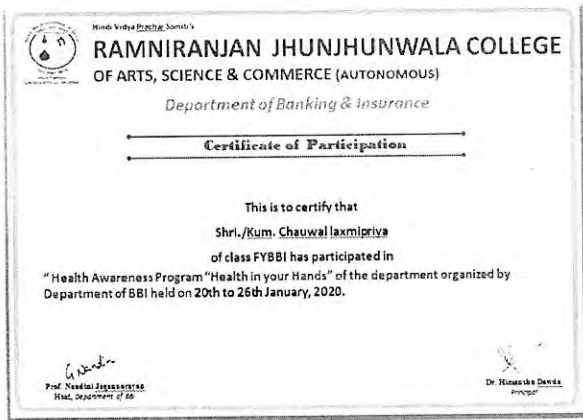 Hindi Vidya Prachar Samiti's
RAMNIRANJAN JHUNJHUNWALA COLLEGE
OF ARTS, SCIENCE & COMMERCE (AUTONOMOUS)
Department of Banking & Insurance
Certificate of Participation
This is to certify that
Shri./Kum. Chauwal laxmipriya
of class FYBBI has participated in
"Health Awareness Program "Health in your Hands" of the department organized by
Department of BBI held on 20th to 26th January, 2020.
G Nandin
Prof. Nandini Jagannarayan
Head, Department of BBI
Dr. Himanshu Dawda
Principal